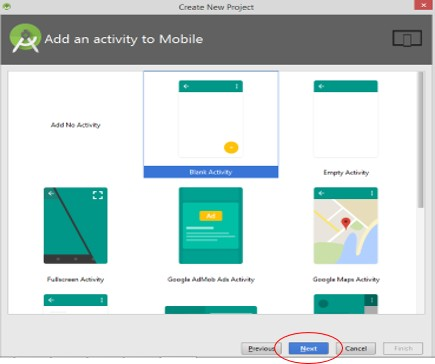 Create New Project
Add an activity to Mobile
Add No Activity
Blank Activity
Empty Activity
Ad
Fullscreen Activity
Google AdMob Ads Activity
Google Maps Activity
Previous
Next
Cancel
Finish